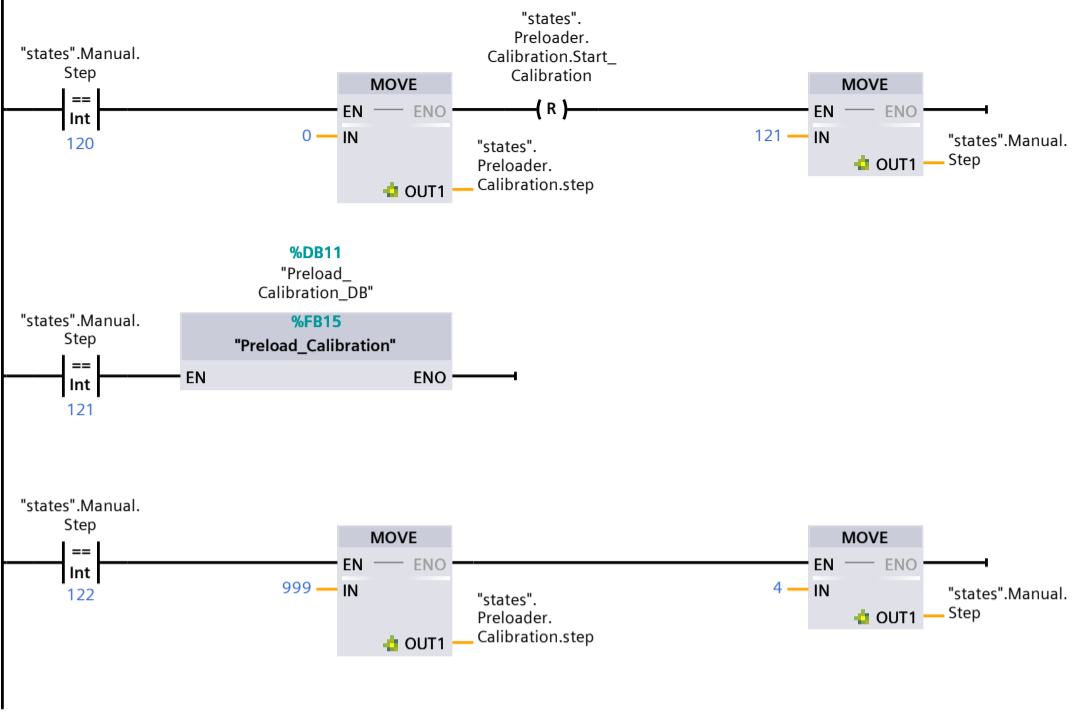 "states".Manual.
Step
==
Int
120
MOVE
EN
ENO
0
IN
OUT1
"states".
Preloader.
Calibration.step
"states".
Preloader.
Calibration.Start_
Calibration
R
MOVE
EN
ENO
121
IN
OUT1
"states".Manual.
Step
"states".Manual.
Step
==
Int
121
%DB11
"Preload_
Calibration_DB"
%FB15
"Preload_Calibration"
EN
ENO
"states".Manual.
Step
==
Int
122
MOVE
EN
ENO
999
IN
OUT1
"states".
Preloader.
Calibration.step
MOVE
EN
ENO
4
IN
OUT1
"states".Manual.
Step